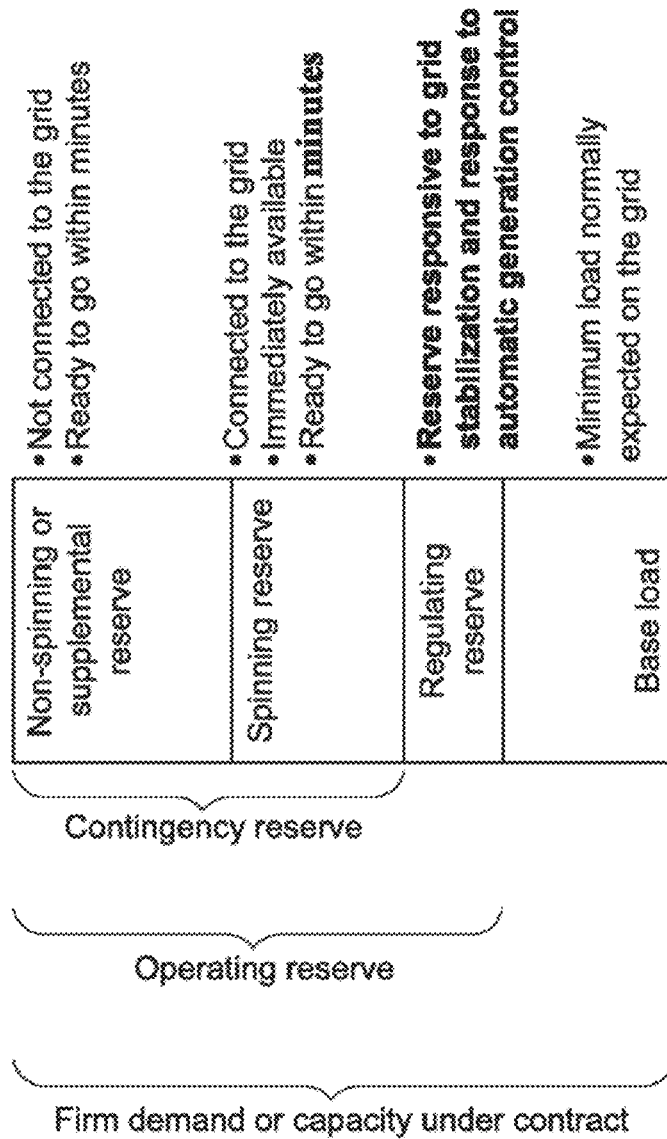 Non-spinning or
supplemental
reserve
• Not connected to the grid
• Ready to go within minutes
Spinning reserve
• Connected to the grid
• Immediately available
• Ready to go within minutes
Regulating
reserve
• Reserve responsive to grid
stabilization and response to
automatic generation control
Base load
• Minimum load normally
expected on the grid
Contingency reserve
Operating reserve
Firm demand or capacity under contract